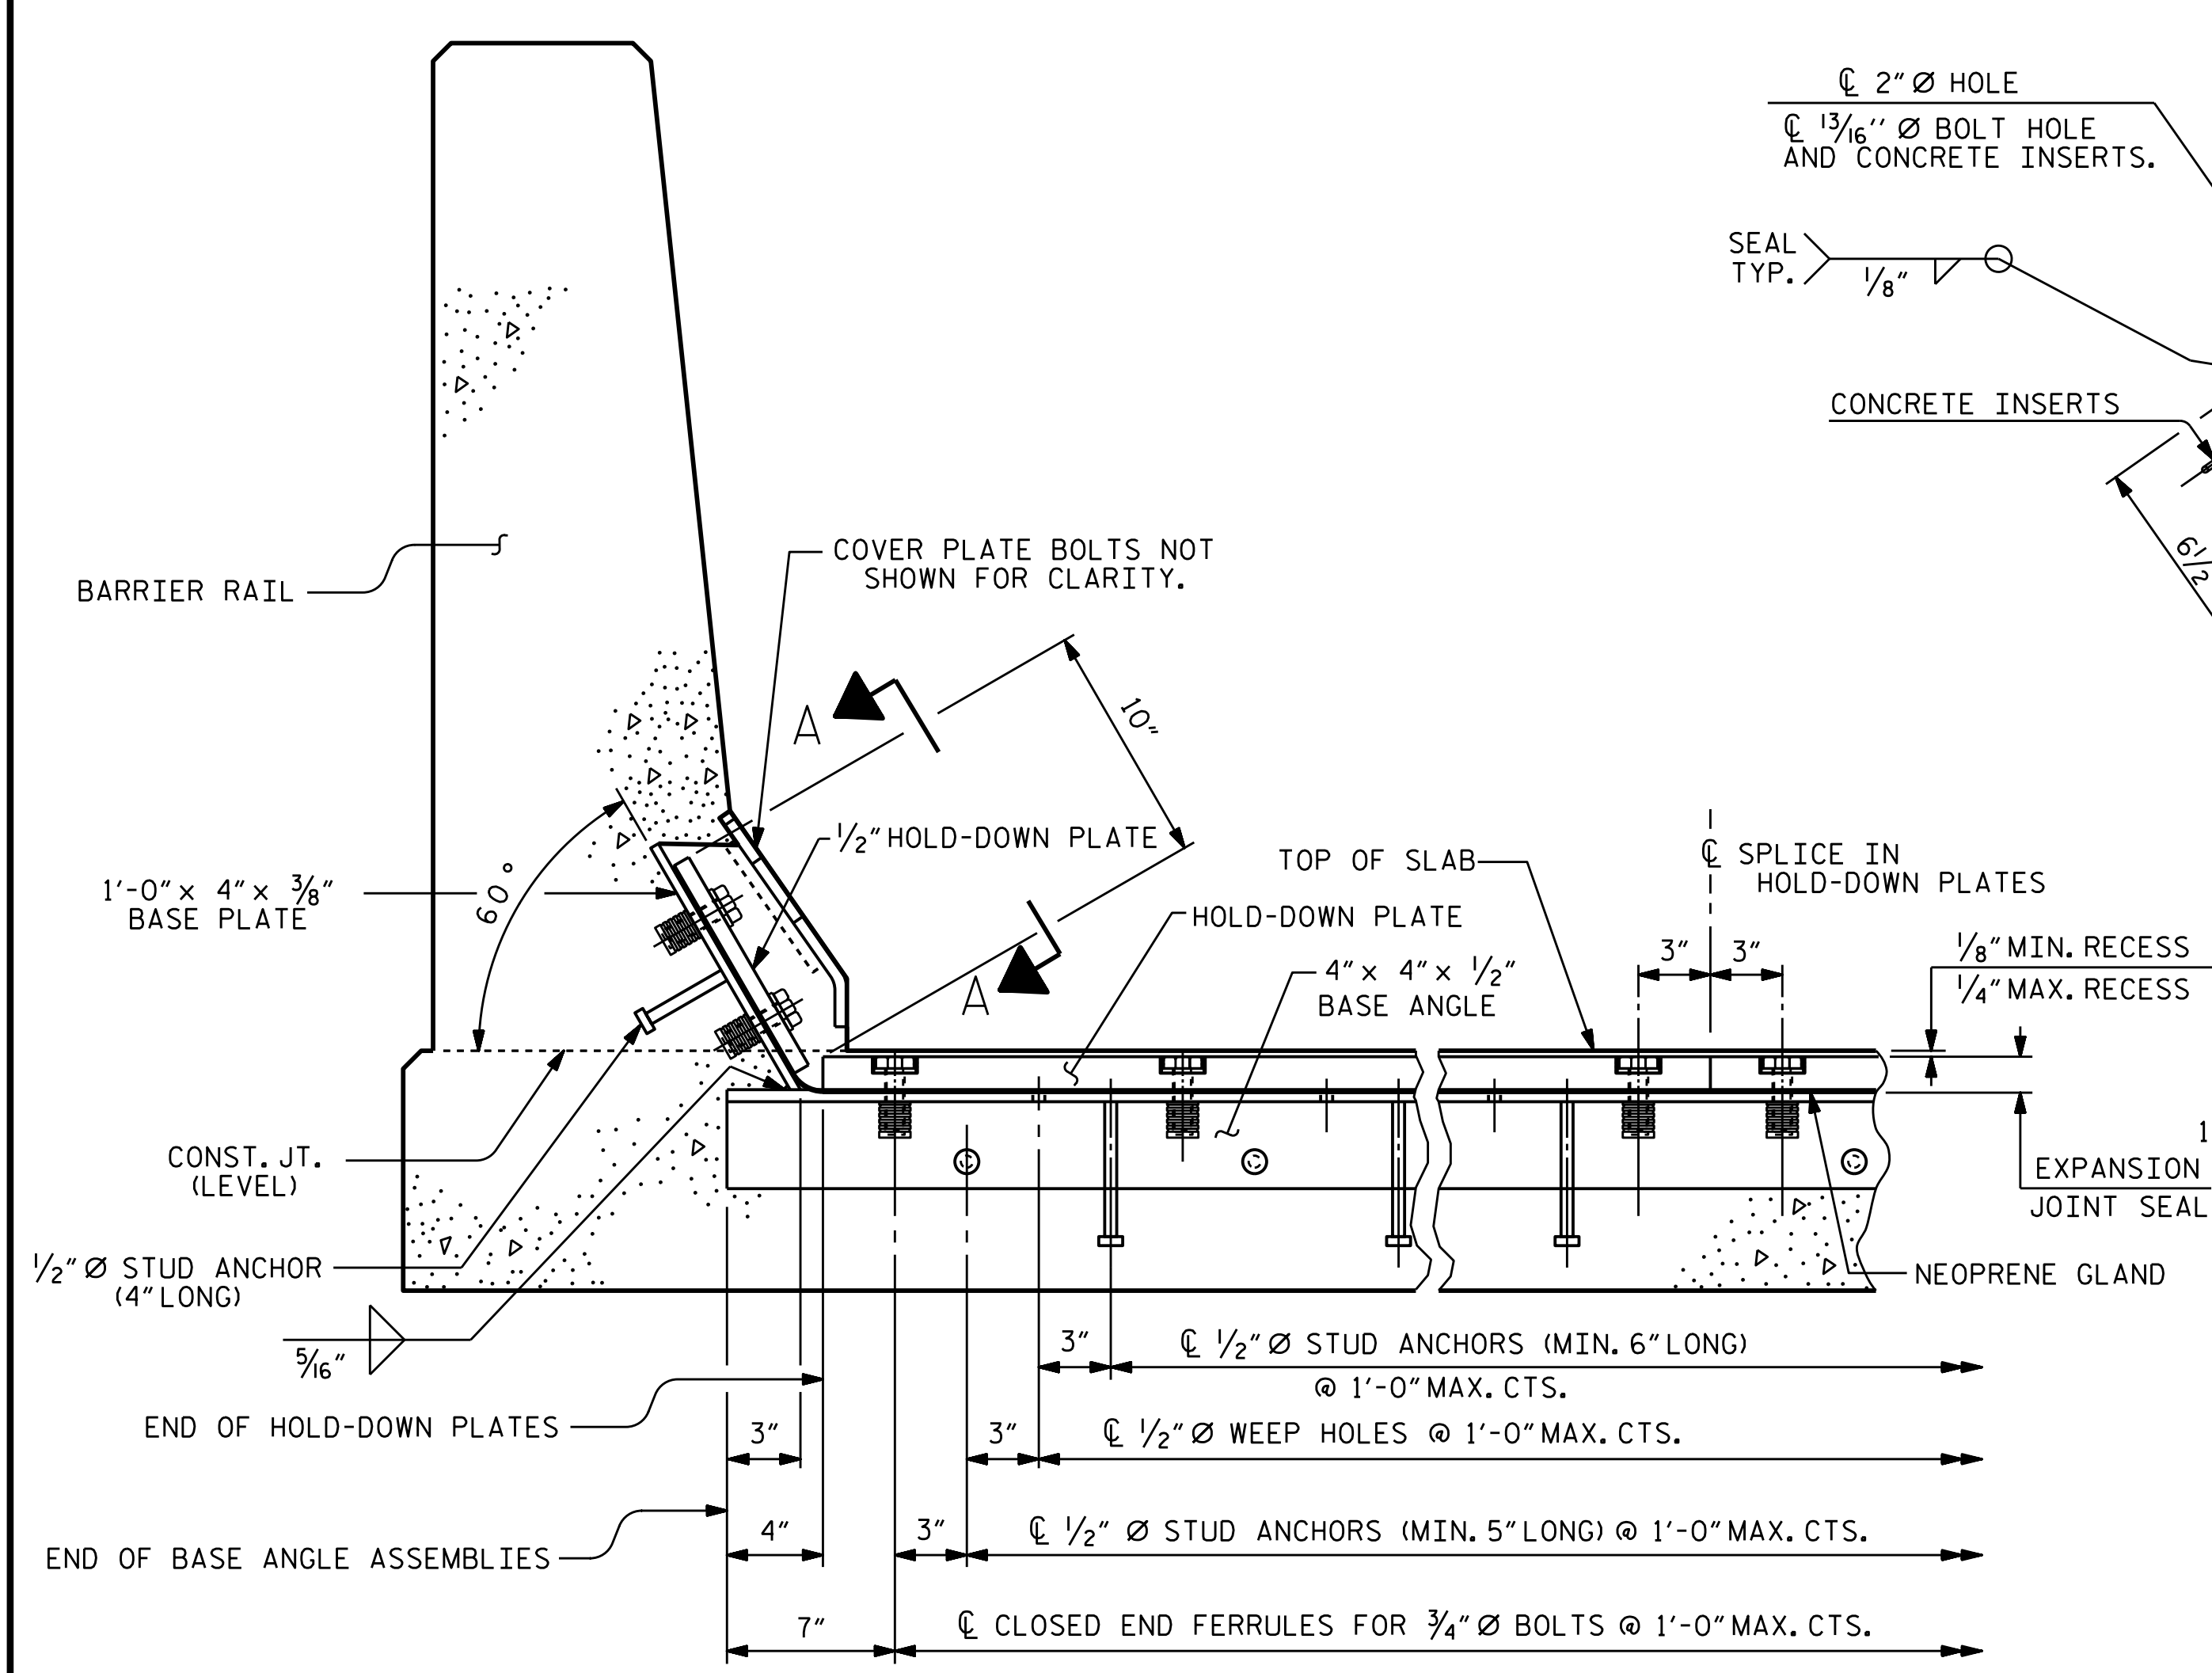 ℄ 2"Ø HOLE
℄ 13/16'' Ø BOLT HOLE
AND CONCRETE INSERTS.
SEAL
TYP.
1/8"
CONCRETE INSERTS
6 1/2
COVER PLATE BOLTS NOT
SHOWN FOR CLARITY.
BARRIER RAIL
A
10"
1/2" HOLD-DOWN PLATE
TOP OF SLAB
℄ SPLICE IN
HOLD-DOWN PLATES
1'-0" x 4" x 3/8"
BASE PLATE
60°
HOLD-DOWN PLATE
3" 3"
1/8" MIN. RECESS
1/4" MAX. RECESS
A
4" x 4" x 1/2"
BASE ANGLE
1
EXPANSION
JOINT SEAL
CONST. JT.
(LEVEL)
1/2" Ø STUD ANCHOR
(4" LONG)
NEOPRENE GLAND
5/16"
3" ℄ 1/2" Ø STUD ANCHORS (MIN. 6" LONG)
@ 1'-0" MAX. CTS.
END OF HOLD-DOWN PLATES
3" 3" ℄ 1/2" Ø WEEP HOLES @ 1'-0" MAX. CTS.
END OF BASE ANGLE ASSEMBLIES
4" 3" ℄ 1/2" Ø STUD ANCHORS (MIN. 5" LONG) @ 1'-0" MAX. CTS.
7" ℄ CLOSED END FERRULES FOR 3/4" Ø BOLTS @ 1'-0" MAX. CTS.